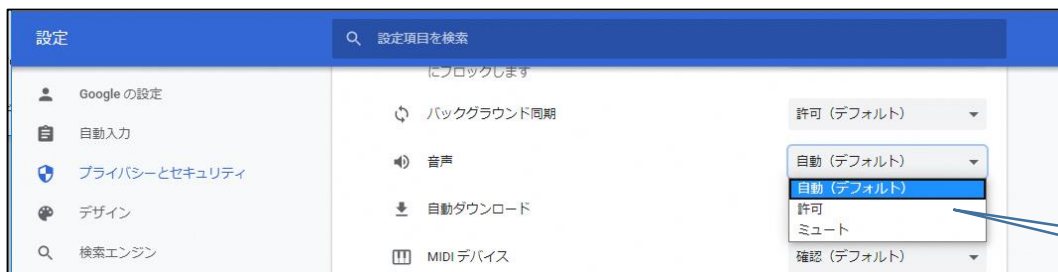 設定
設定項目を検索
Google の設定
自動入力
プライバシーとセキュリティ
デザイン
検索エンジン
にブロックします
バックグラウンド同期
許可（デフォルト）
音声
自動（デフォルト）
自動（デフォルト）
許可
ミュート
自動ダウンロード
MIDI デバイス
確認（デフォルト）